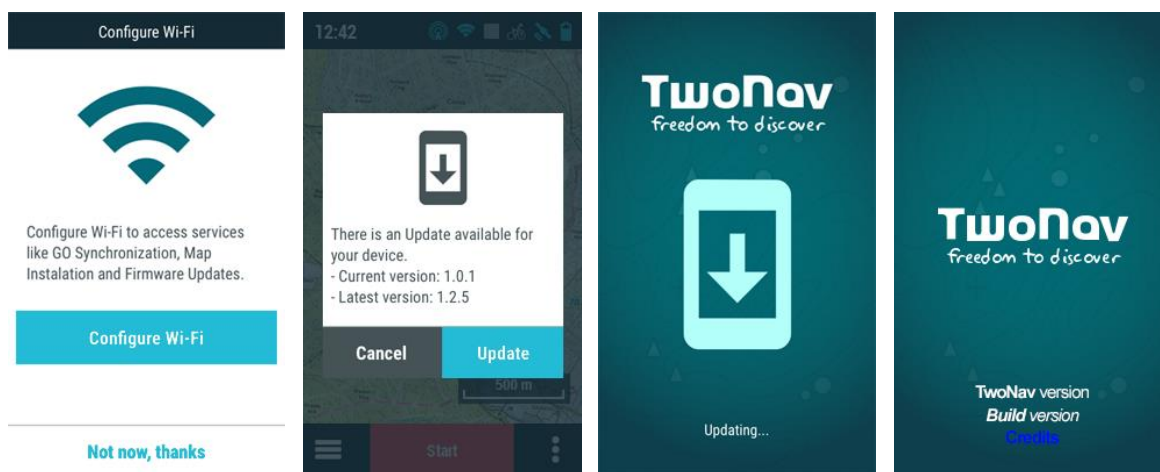 Configure Wi-Fi
Configure Wi-Fi to access services
like GO Synchronization, Map
Instalation and Firmware Updates.
Configure Wi-Fi
Not now, thanks
12:42
There is an Update available for
your device.
- Current version: 1.0.1
- Latest version: 1.2.5
Cancel
Update
500 m
Start
TwoNav
freedom to discover
Updating...
TwoNav
freedom to discover
TwoNav version
Build version
Credits